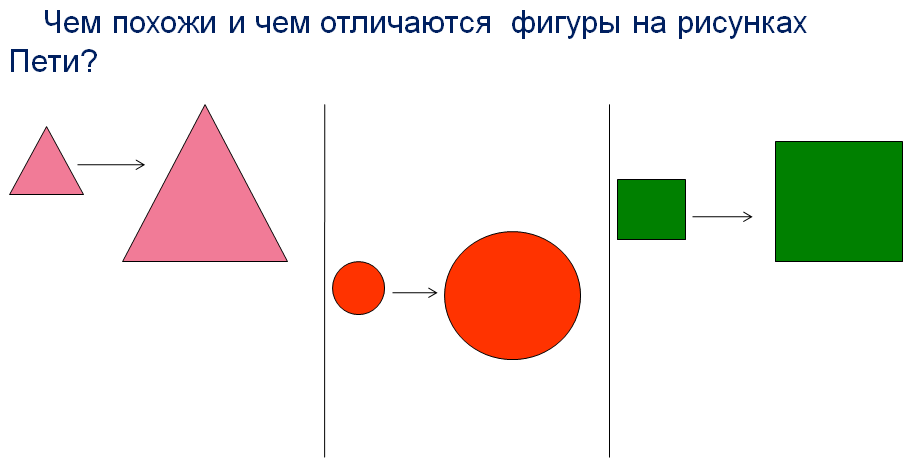 Чем похожи и чем отличаются фигуры на рисунках
Пети?